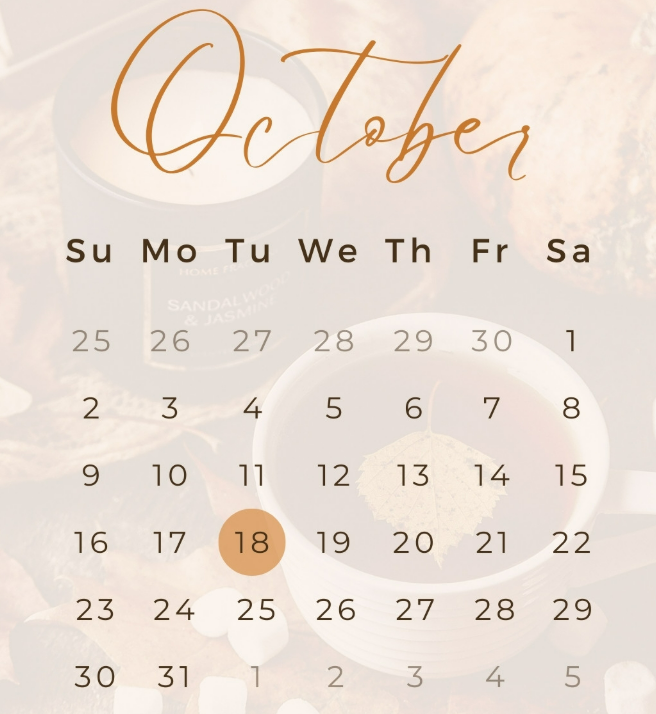 October
Su Mo Tu We Th Fr Sa
25 26 27 28 29 30 1
2 3 4 5 6 7 8
9 10 11 12 13 14 15
16 17 18 19 20 21 22
23 24 25 26 27 28 29
30 31 1 2 3 4 5
SANDALWOOD
& JASMINE